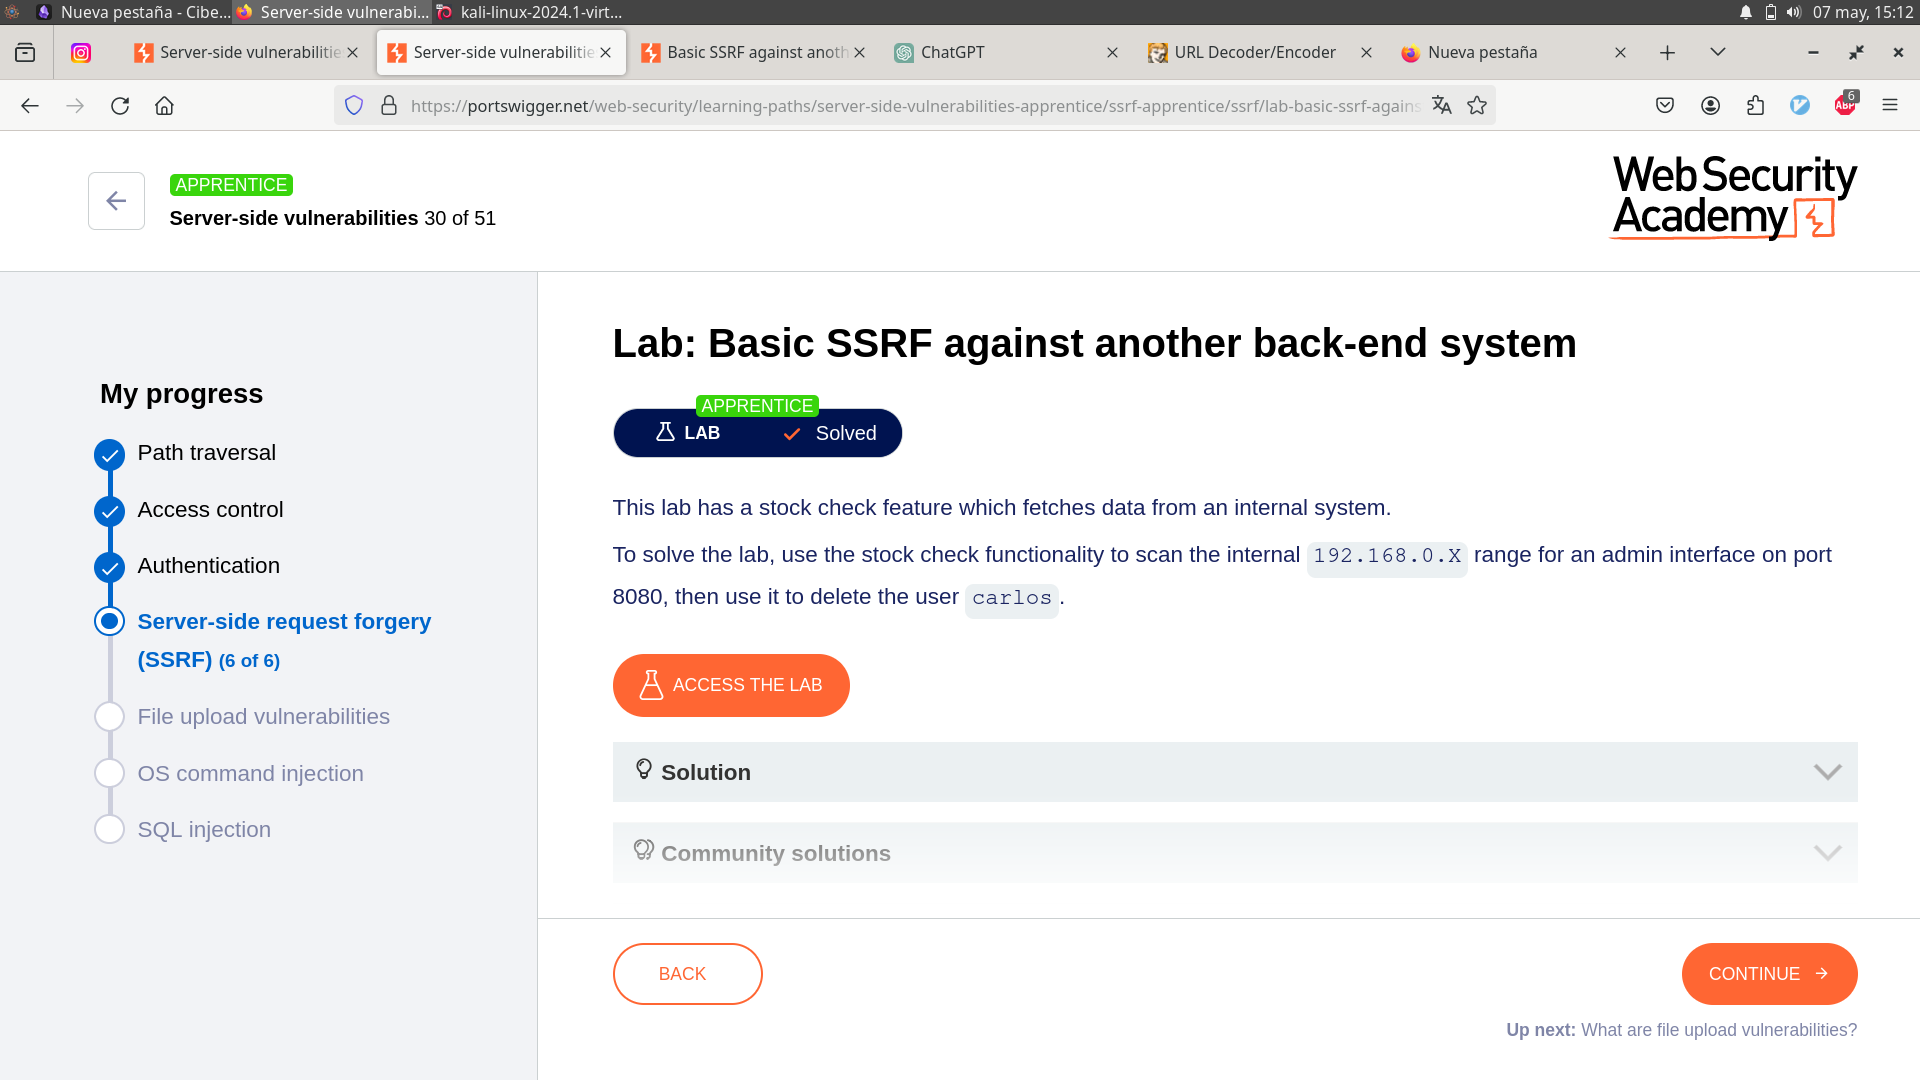 Nueva pestaña - Cibe...
Server-side vulnerabi...
kali-linux-2024.1-virt...
07 may, 15:12
Server-side vulnerabilitie
Server-side vulnerabilitie
Basic SSRF against anoth
ChatGPT
URL Decoder/Encoder
Nueva pestaña
https://portswigger.net/web-security/learning-paths/server-side-vulnerabilities-apprentice/ssrf-apprentice/ssrf/lab-basic-ssrf-agains
ABP
6
APPRENTICE
Server-side vulnerabilities 30 of 51
Web Security
Academy
My progress
Path traversal
Access control
Authentication
Server-side request forgery
(SSRF) (6 of 6)
File upload vulnerabilities
OS command injection
SQL injection
Lab: Basic SSRF against another back-end system
APPRENTICE
LAB
Solved
This lab has a stock check feature which fetches data from an internal system.
To solve the lab, use the stock check functionality to scan the internal 192.168.0.X range for an admin interface on port
8080, then use it to delete the user carlos.
ACCESS THE LAB
Solution
Community solutions
BACK
CONTINUE
Up next: What are file upload vulnerabilities?